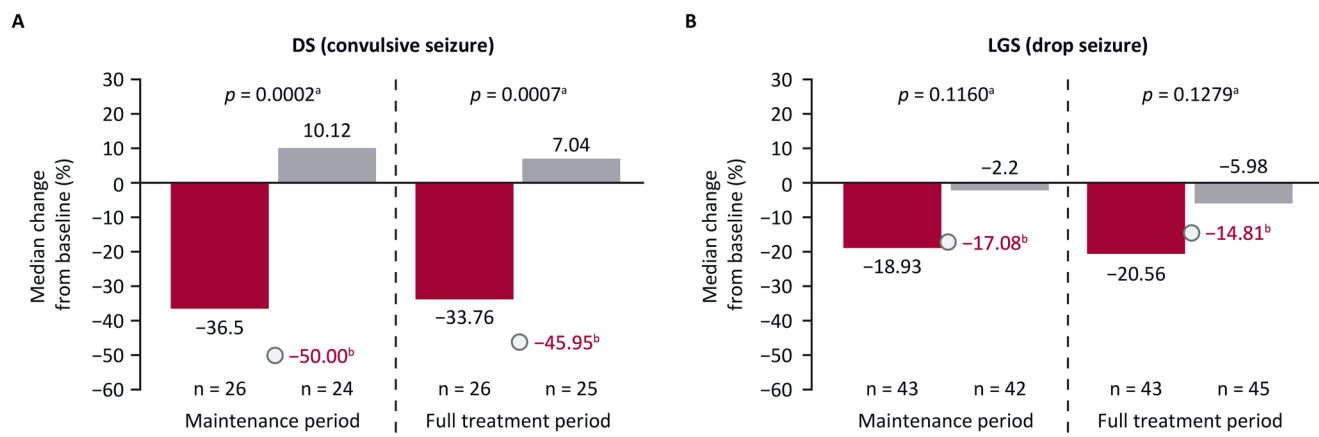 A
DS (convulsive seizure)
Median change
from baseline (%)
30
20
10
0
−10
−20
−30
−40
−50
−60
p = 0.0002ᵃ
p = 0.0007ᵃ
10.12
7.04
−36.5
−33.76
−50.00ᵇ
−45.95ᵇ
n = 26
n = 24
n = 26
n = 25
Maintenance period
Full treatment period
B
LGS (drop seizure)
Median change
from baseline (%)
30
20
10
0
−10
−20
−30
−40
−50
−60
p = 0.1160ᵃ
p = 0.1279ᵃ
−2.2
−5.98
−17.08ᵇ
−14.81ᵇ
−18.93
−20.56
n = 43
n = 42
n = 43
n = 45
Maintenance period
Full treatment period